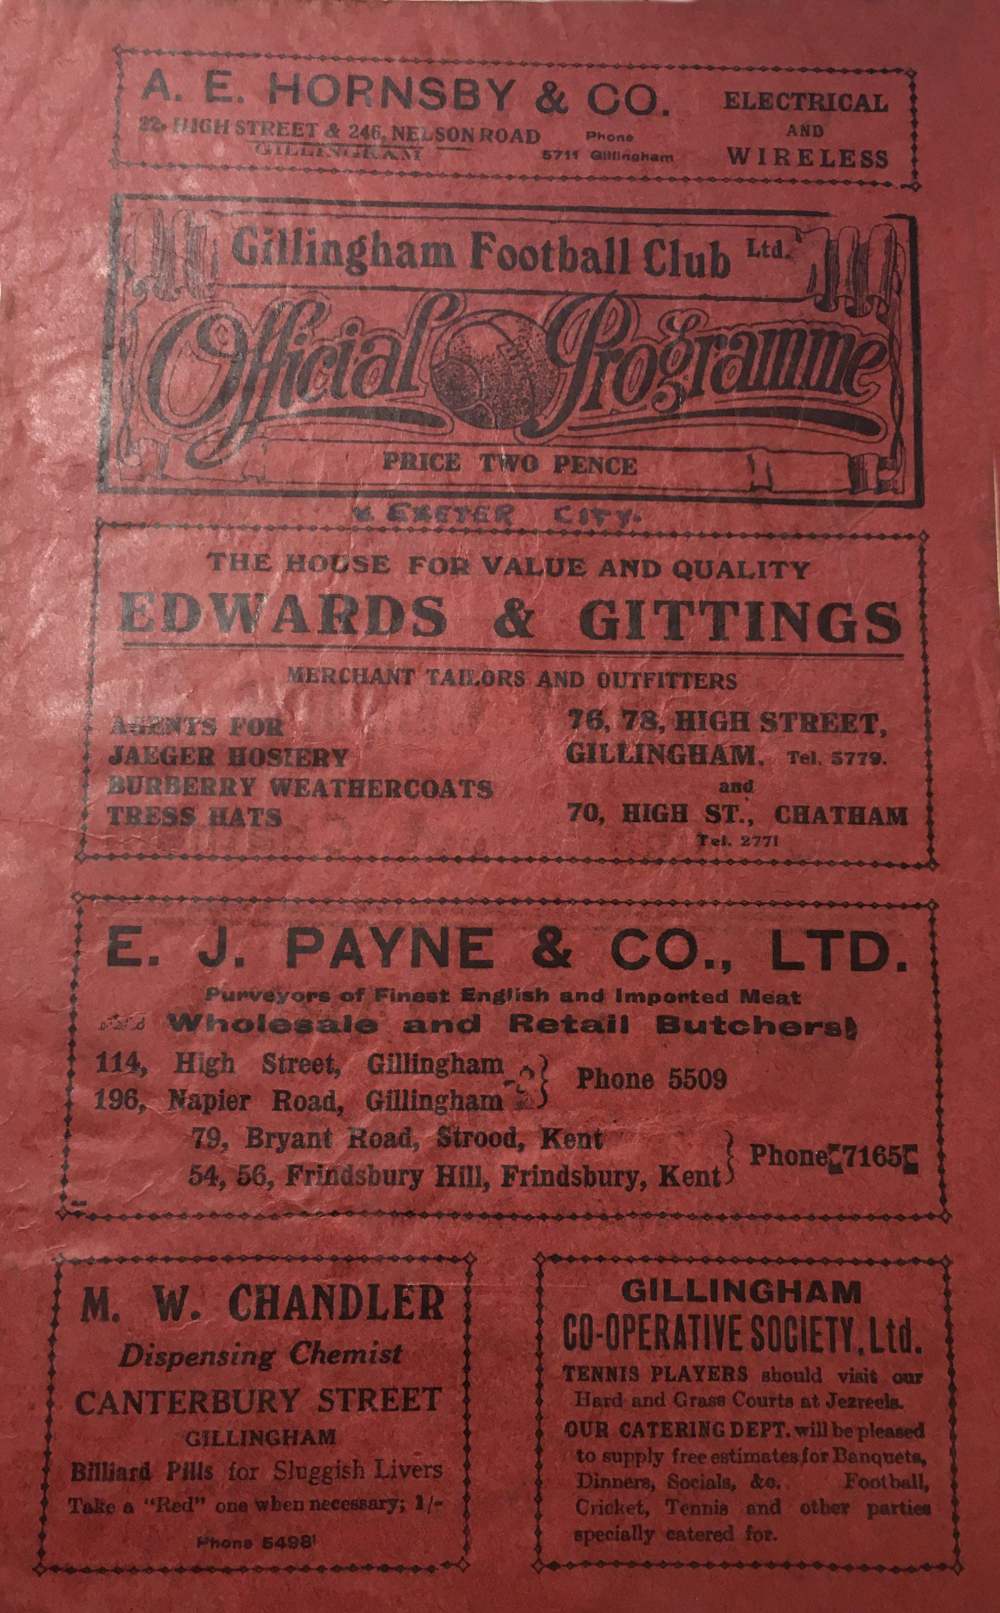 A. E. HORNSBY & CO.
22, HIGH STREET & 246, NELSON ROAD
GILLINGHAM
Phone
5711 Gillingham
ELECTRICAL
AND
WIRELESS
Gillingham Football Club Ltd.
Official Programme
PRICE TWO PENCE
v. EXETER CITY.
THE HOUSE FOR VALUE AND QUALITY
EDWARDS & GITTINGS
MERCHANT TAILORS AND OUTFITTERS
AGENTS FOR
JAEGER HOSIERY
BURBERRY WEATHERCOATS
TRESS HATS
76, 78, HIGH STREET,
GILLINGHAM. Tel. 5779.
and
70, HIGH ST., CHATHAM
Tel. 2771
E. J. PAYNE & CO., LTD.
Purveyors of Finest English and Imported Meat
Wholesale and Retail Butchers
114, High Street, Gillingham
196, Napier Road, Gillingham
Phone 5509
79, Bryant Road, Strood, Kent
54, 56, Frindsbury Hill, Frindsbury, Kent
Phone 7165
M. W. CHANDLER
Dispensing Chemist
CANTERBURY STREET
GILLINGHAM
Billiard Pills for Sluggish Livers
Take a "Red" one when necessary; 1/-
Phone 5498
GILLINGHAM
CO-OPERATIVE SOCIETY, Ltd.
TENNIS PLAYERS should visit our
Hard and Grass Courts at Jezreels.
OUR CATERING DEPT. will be pleased
to supply free estimates for Banquets,
Dinners, Socials, &c. Football,
Cricket, Tennis and other parties
specially catered for.